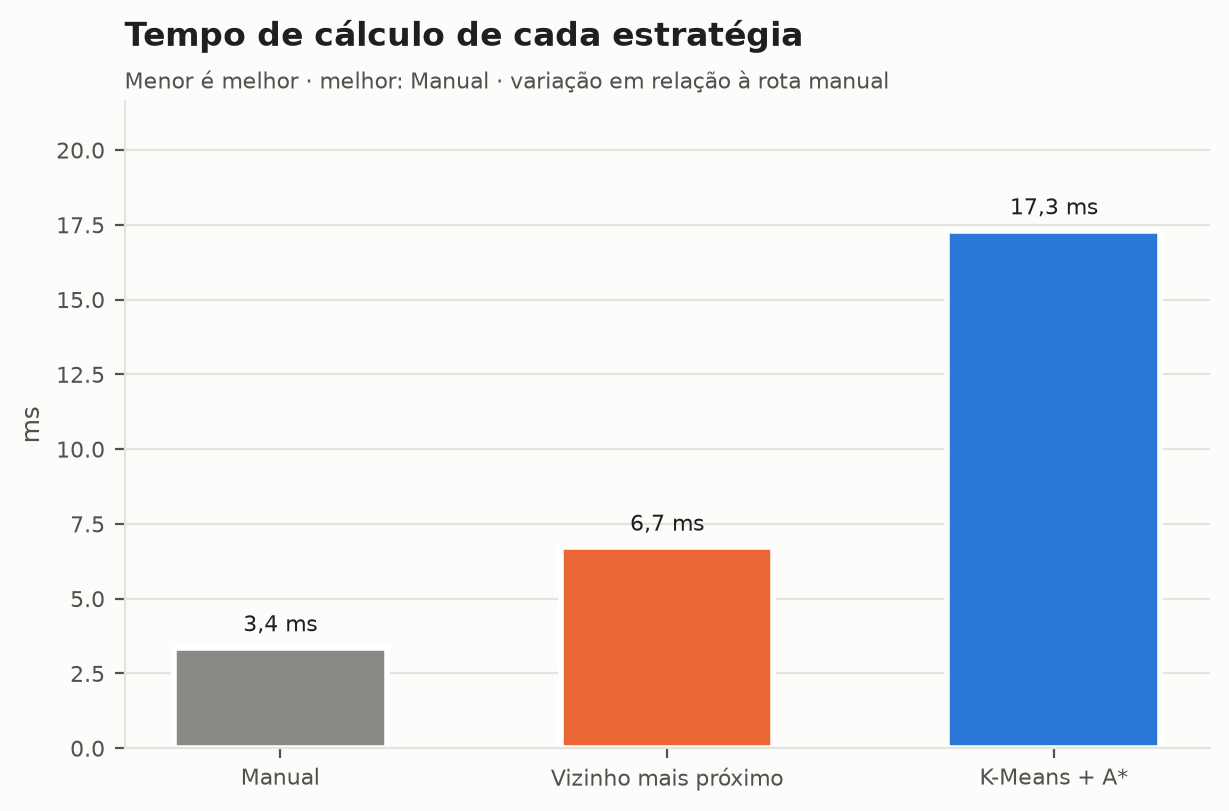 Tempo de cálculo de cada estratégia
Menor é melhor · melhor: Manual · variação em relação à rota manual
20.0
17.5
15.0
12.5
10.0
7.5
5.0
2.5
0.0
ms
3,4 ms
6,7 ms
17,3 ms
Manual
Vizinho mais próximo
K-Means + A*